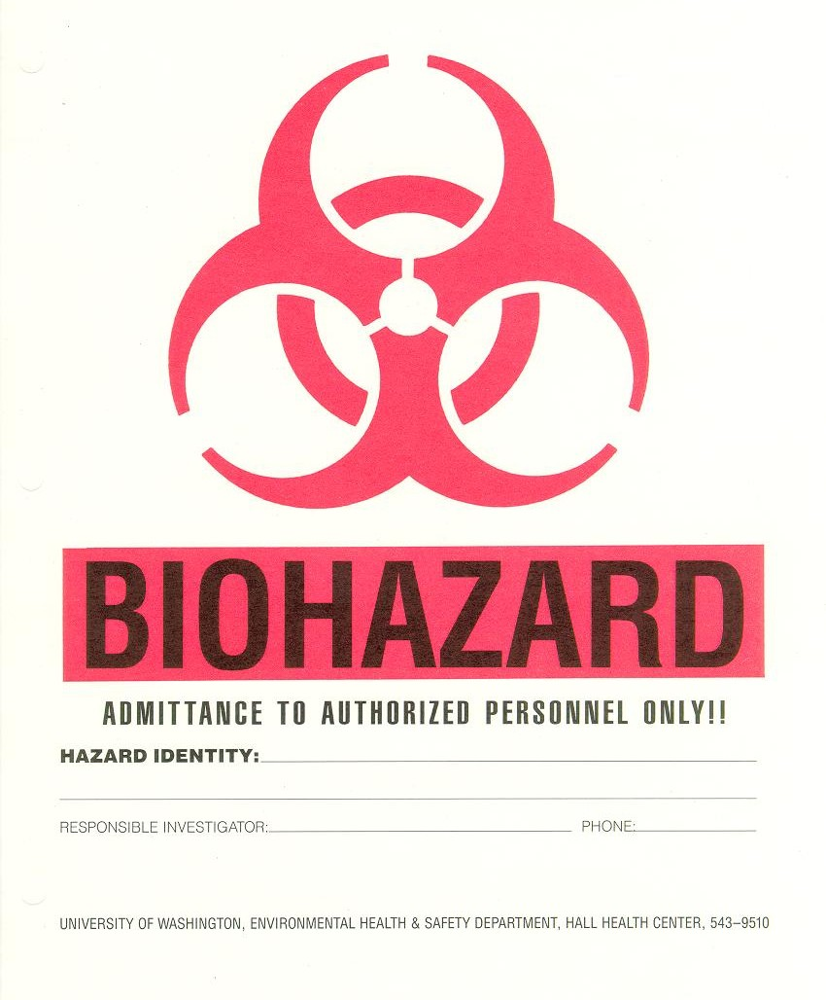 BIOHAZARD
ADMITTANCE TO AUTHORIZED PERSONNEL ONLY!!
HAZARD IDENTITY:
RESPONSIBLE INVESTIGATOR: PHONE:
UNIVERSITY OF WASHINGTON, ENVIRONMENTAL HEALTH & SAFETY DEPARTMENT, HALL HEALTH CENTER, 543–9510